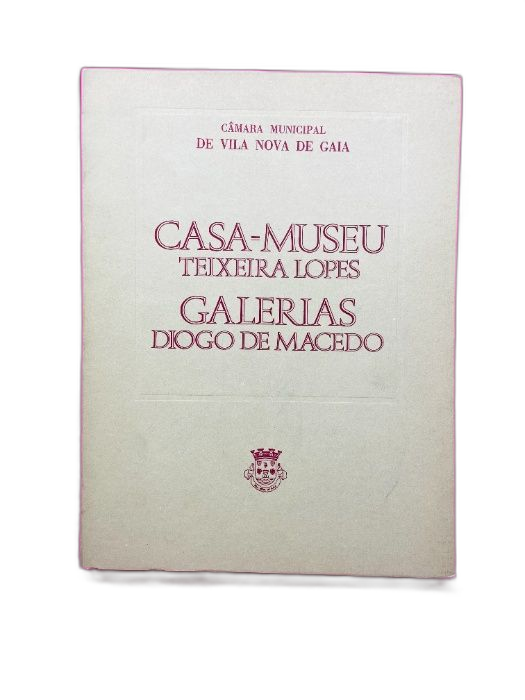 CÂMARA MUNICIPAL
DE VILA NOVA DE GAIA
CASA-MUSEU
TEIXEIRA LOPES
GALERIAS
DIOGO DE MACEDO